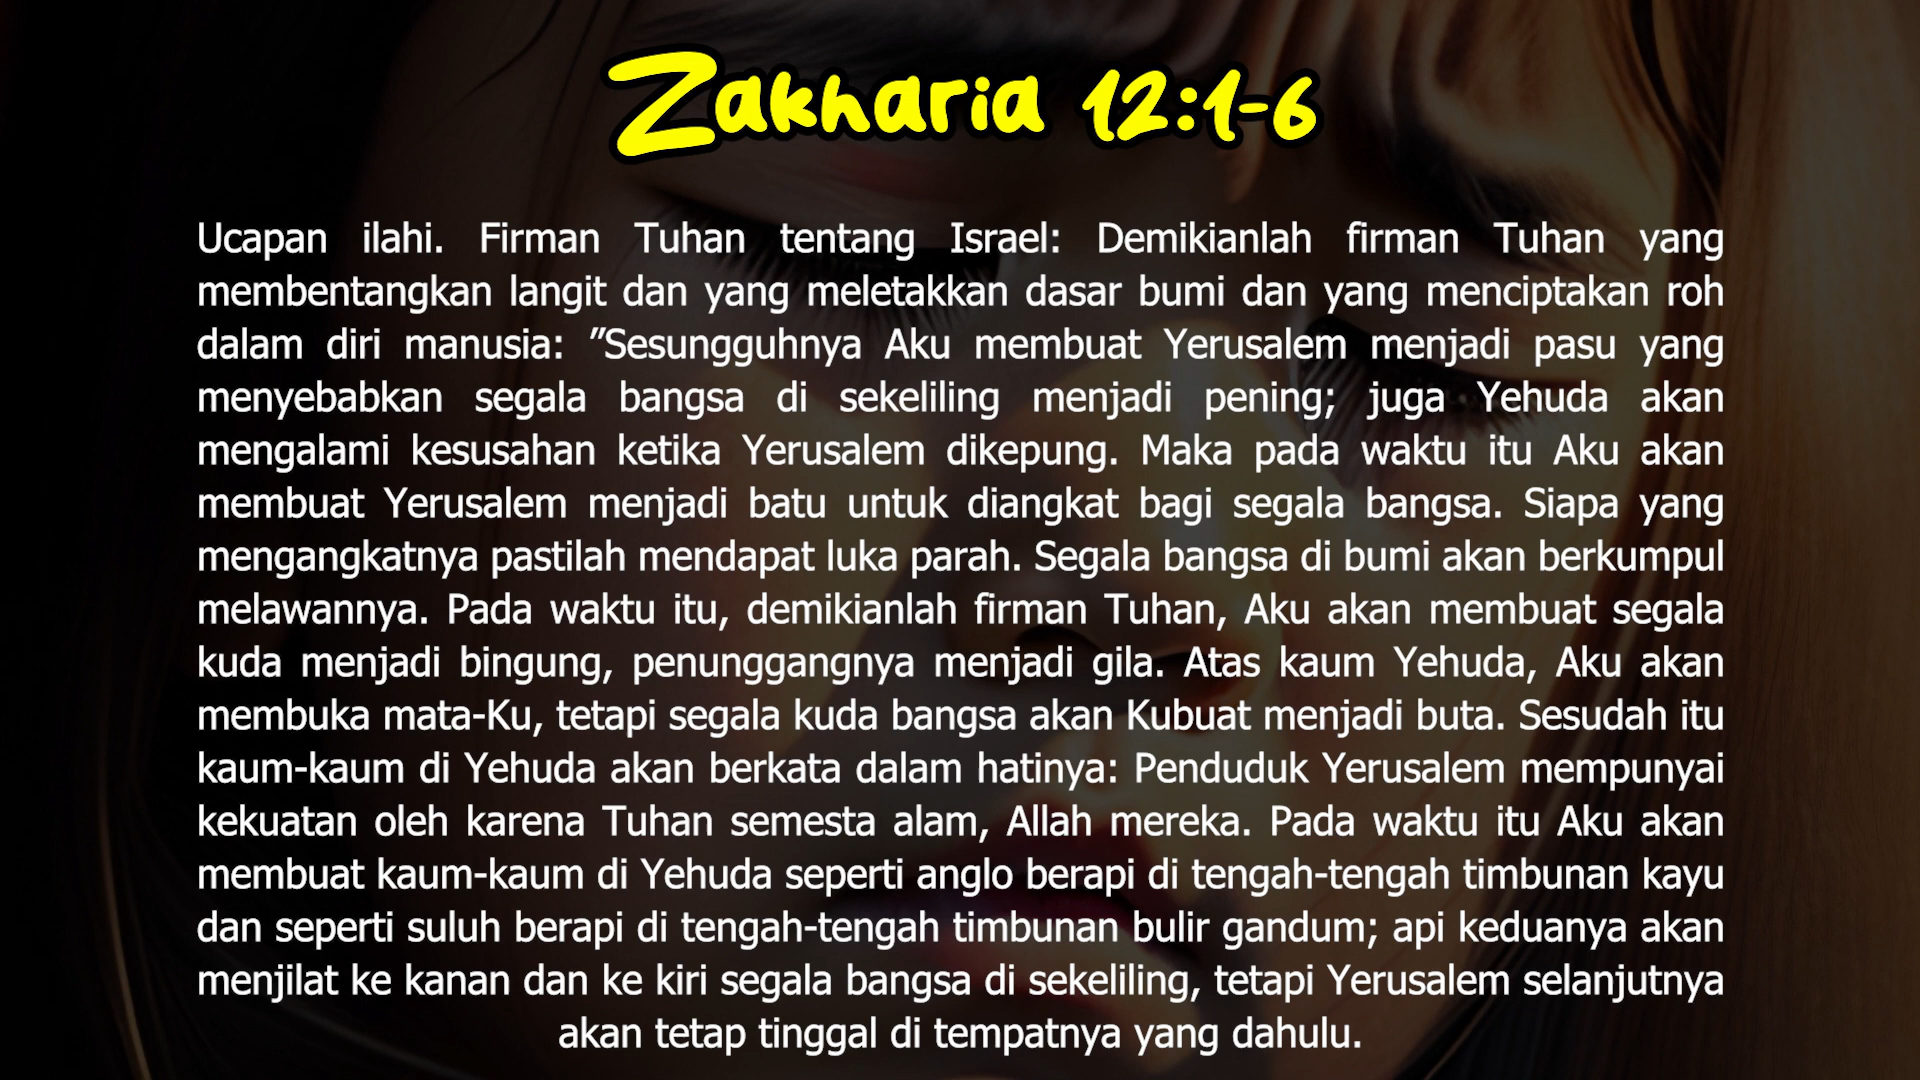 Zakharia 12:1-6
Ucapan ilahi. Firman Tuhan tentang Israel: Demikianlah firman Tuhan yang
membentangkan langit dan yang meletakkan dasar bumi dan yang menciptakan roh
dalam diri manusia: ”Sesungguhnya Aku membuat Yerusalem menjadi pasu yang
menyebabkan segala bangsa di sekeliling menjadi pening; juga Yehuda akan
mengalami kesusahan ketika Yerusalem dikepung. Maka pada waktu itu Aku akan
membuat Yerusalem menjadi batu untuk diangkat bagi segala bangsa. Siapa yang
mengangkatnya pastilah mendapat luka parah. Segala bangsa di bumi akan berkumpul
melawannya. Pada waktu itu, demikianlah firman Tuhan, Aku akan membuat segala
kuda menjadi bingung, penunggangnya menjadi gila. Atas kaum Yehuda, Aku akan
membuka mata-Ku, tetapi segala kuda bangsa akan Kubuat menjadi buta. Sesudah itu
kaum-kaum di Yehuda akan berkata dalam hatinya: Penduduk Yerusalem mempunyai
kekuatan oleh karena Tuhan semesta alam, Allah mereka. Pada waktu itu Aku akan
membuat kaum-kaum di Yehuda seperti anglo berapi di tengah-tengah timbunan kayu
dan seperti suluh berapi di tengah-tengah timbunan bulir gandum; api keduanya akan
menjilat ke kanan dan ke kiri segala bangsa di sekeliling, tetapi Yerusalem selanjutnya
akan tetap tinggal di tempatnya yang dahulu.